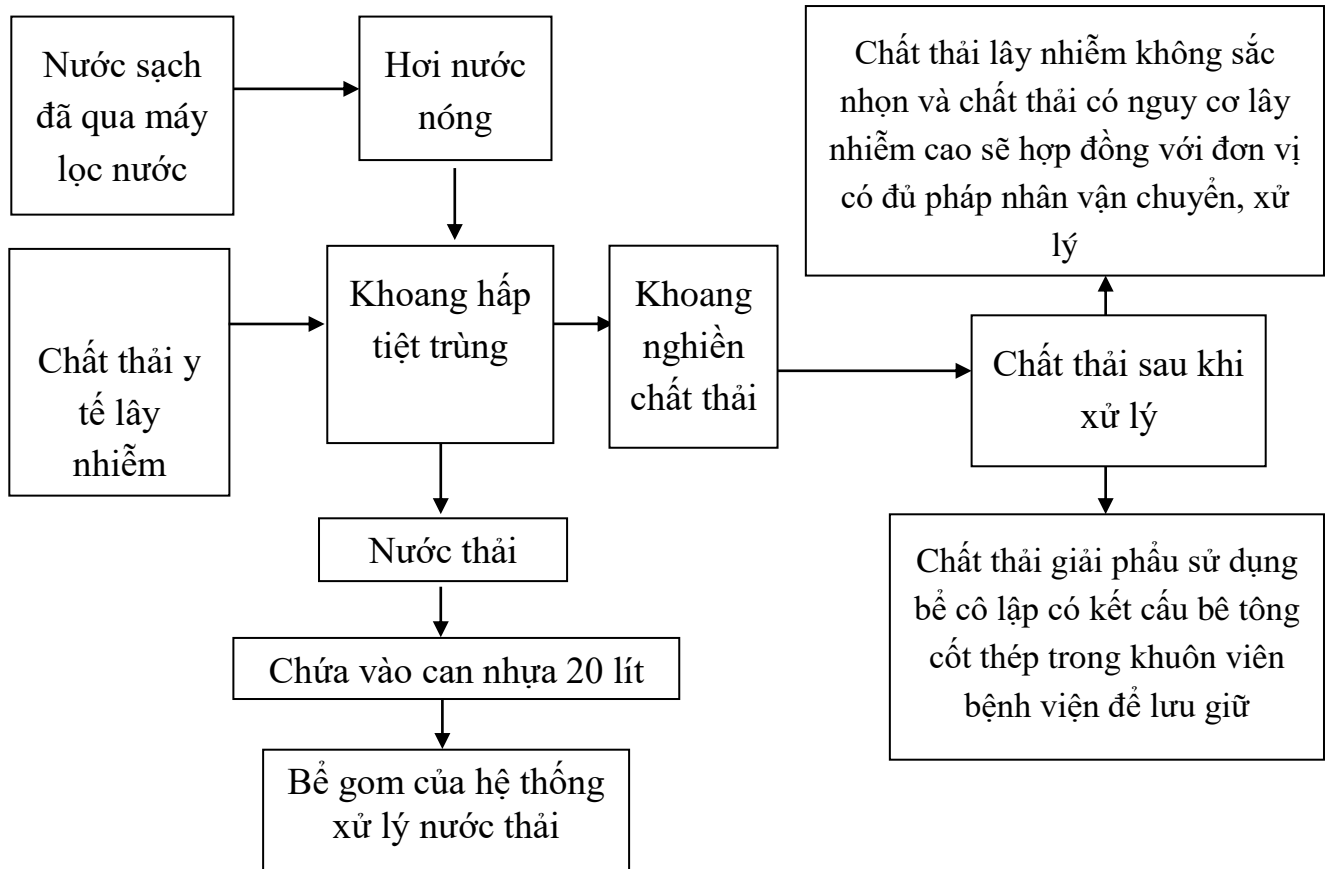 Nước sạch
đã qua máy
lọc nước
Hơi nước
nóng
Chất thải lây nhiễm không sắc
nhọn và chất thải có nguy cơ lây
nhiễm cao sẽ hợp đồng với đơn vị
có đủ pháp nhân vận chuyển, xử
lý
Chất thải y
tế lây
nhiễm
Khoang hấp
tiệt trùng
Khoang
nghiền
chất thải
Chất thải sau khi
xử lý
Nước thải
Chứa vào can nhựa 20 lít
Bể gom của hệ thống
xử lý nước thải
Chất thải giải phẩu sử dụng
bể cô lập có kết cấu bê tông
cốt thép trong khuôn viên
bệnh viện để lưu giữ